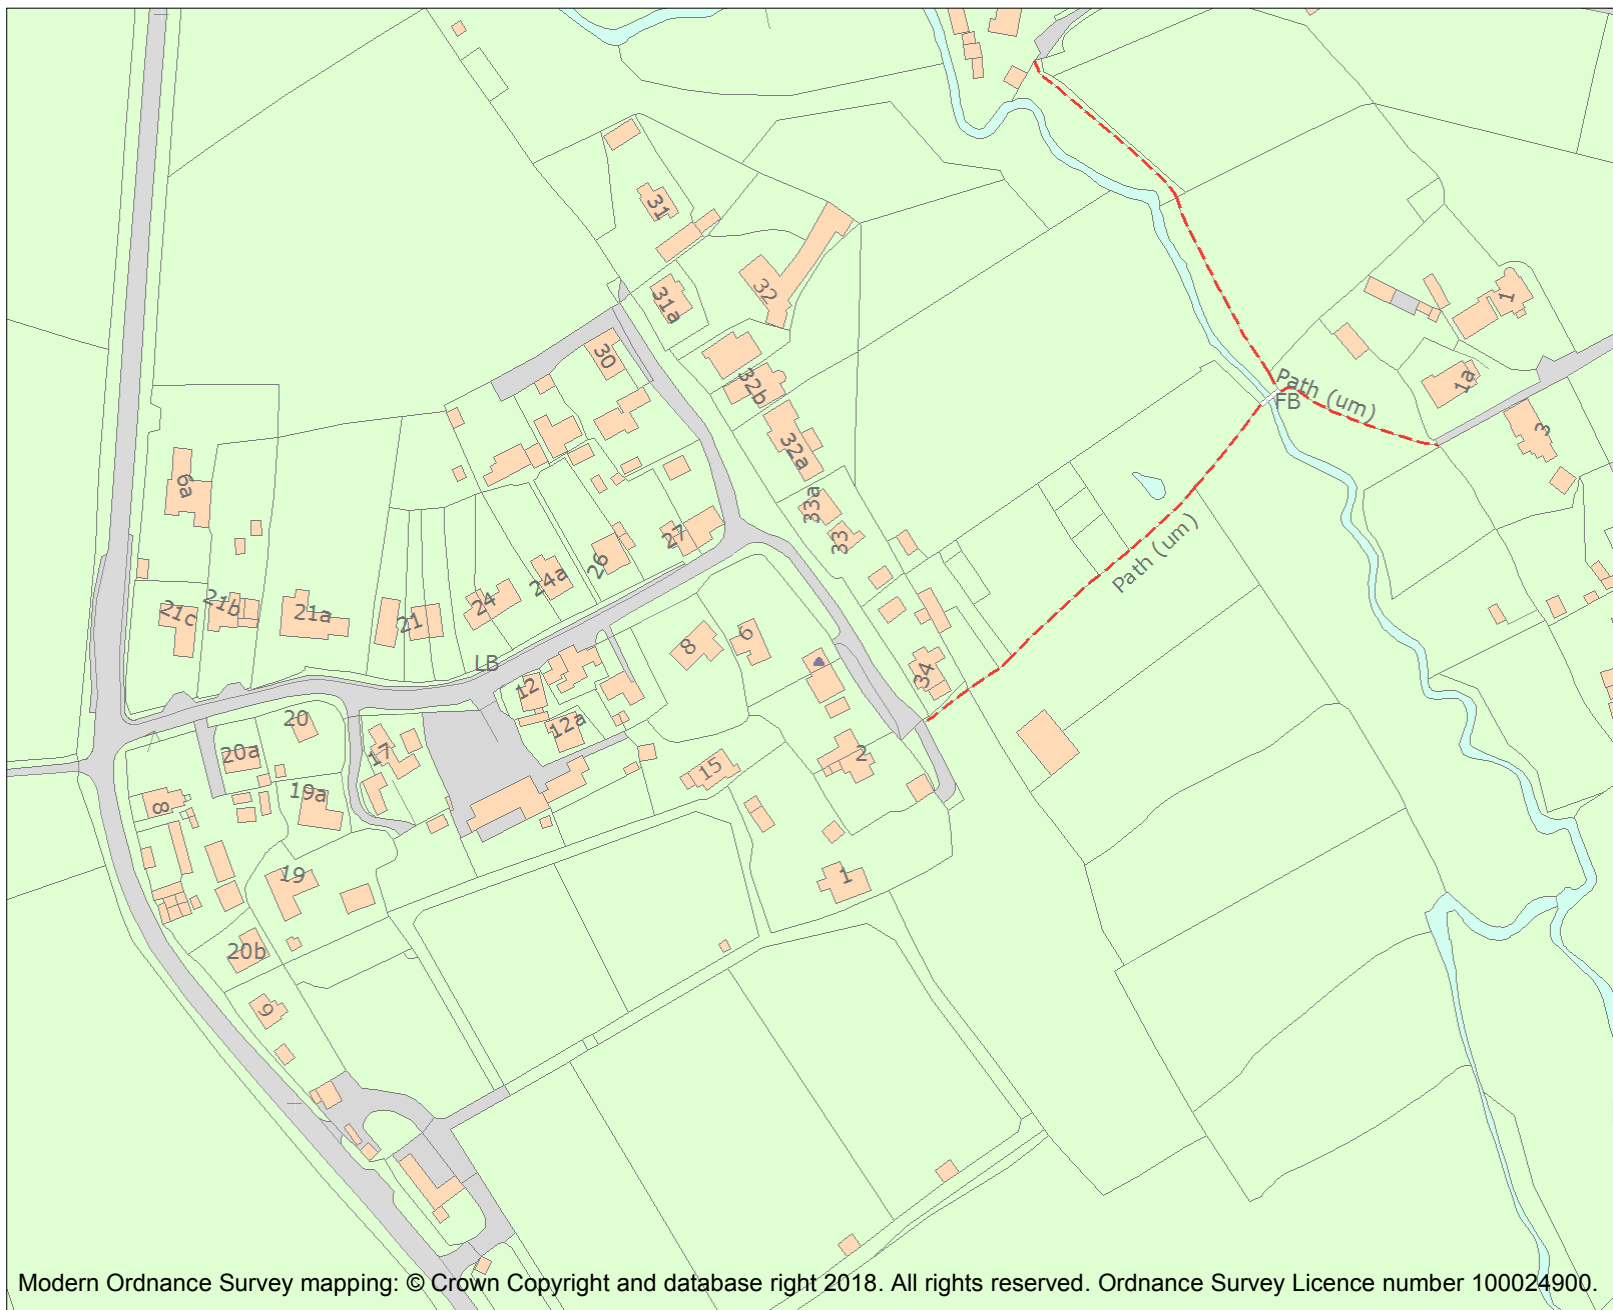 31
32
31a
30
32b
32a
33a
33
27
26
24a
24
21
21a
21b
21c
6a
LB
12
12a
8
6
34
2
15
1
20
20a
17
19a
8
19
20b
9
Path (um)
FB
Path (um)
1
1a
3
Modern Ordnance Survey mapping: © Crown Copyright and database right 2018. All rights reserved. Ordnance Survey Licence number 100024900.